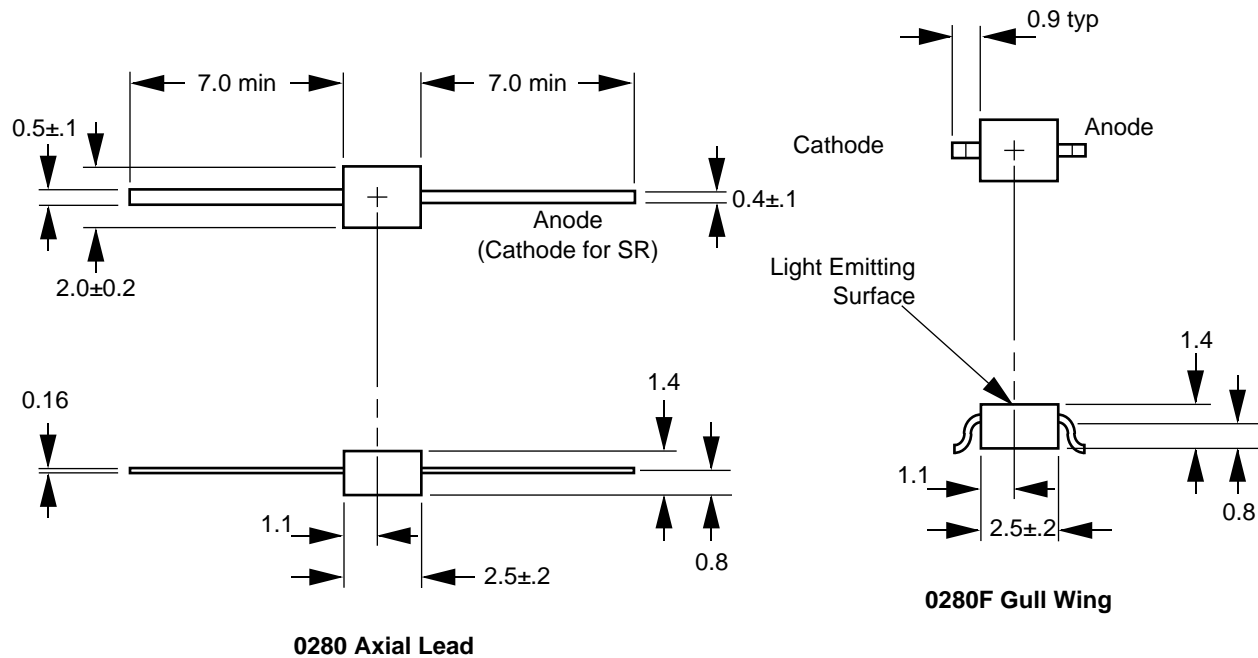 0.9 typ
7.0 min
7.0 min
0.5±.1
Cathode
Anode
0.4±.1
Anode
(Cathode for SR)
2.0±0.2
Light Emitting
Surface
1.4
0.16
1.4
1.1
0.8
1.1
2.5±.2
0.8
2.5±.2
0280F Gull Wing
0280 Axial Lead